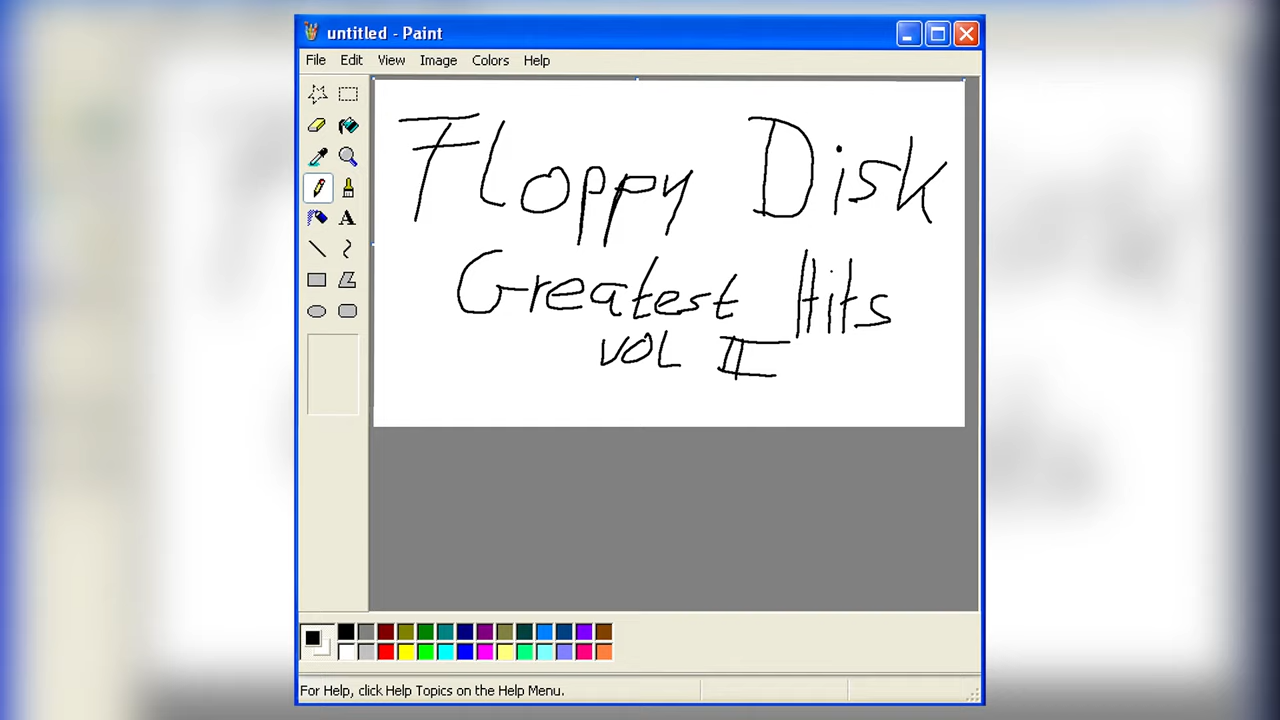 untitled - Paint
File Edit View Image Colors Help
A
Floppy Disk
Greatest Hits
VOL II
For Help, click Help Topics on the Help Menu.